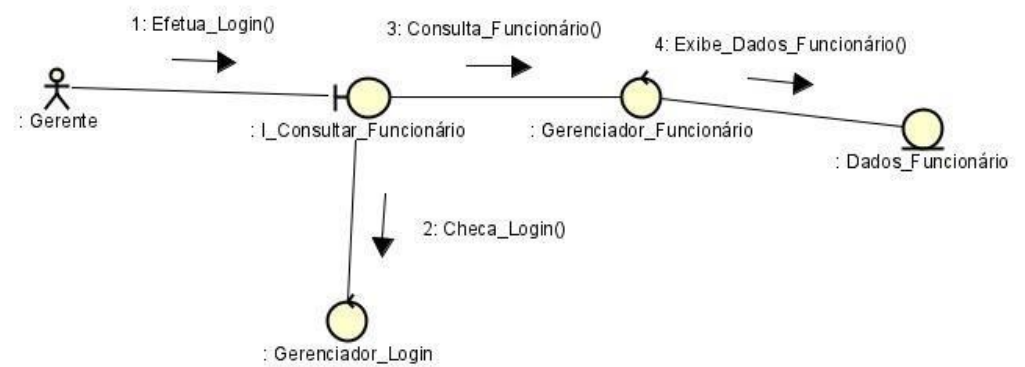 1: Efetua_Login()
3: Consulta_Funcionário()
4: Exibe_Dados_Funcionário()
: Gerente
: I_Consultar_Funcionário
: Gerenciador_Funcionário
: Dados_Funcionário
2: Checa_Login()
: Gerenciador_Login